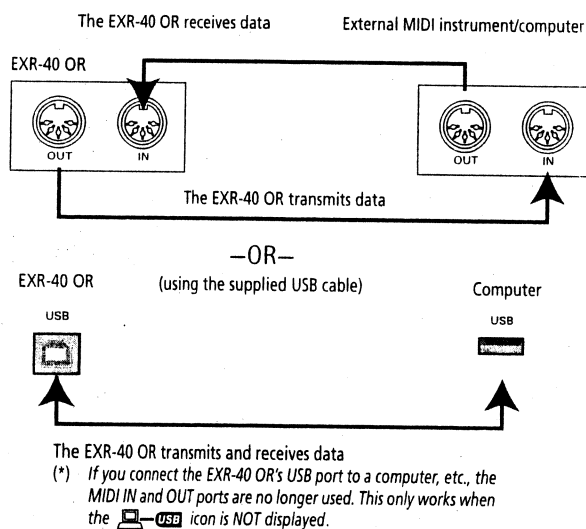 The EXR-40 OR receives data
External MIDI instrument/computer
EXR-40 OR
OUT
IN
OUT
IN
The EXR-40 OR transmits data
—OR—
(using the supplied USB cable)
EXR-40 OR
Computer
USB
USB
The EXR-40 OR transmits and receives data
(*) If you connect the EXR-40 OR's USB port to a computer, etc., the
MIDI IN and OUT ports are no longer used. This only works when
the USB icon is NOT displayed.